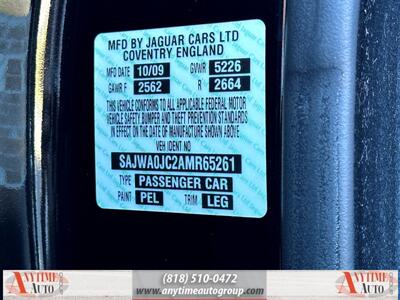 MFD BY JAGUAR CARS LTD
COVENTRY ENGLAND
MFD DATE 10/09 GVWR 5226
GAWR F 2562 R 2664
THIS VEHICLE CONFORMS TO ALL APPLICABLE FEDERAL MOTOR
VEHICLE SAFETY BUMPER AND THEFT PREVENTION STANDARDS
IN EFFECT ON THE DATE OF MANUFACTURE SHOWN ABOVE
SAJWA0JC2AMR65261
TYPE PASSENGER CAR
PAINT PEL TRIM LEG
ANYTIME AUTO
(818) 510-0472
www.anytimeautogroup.com
ANYTIME AUTO